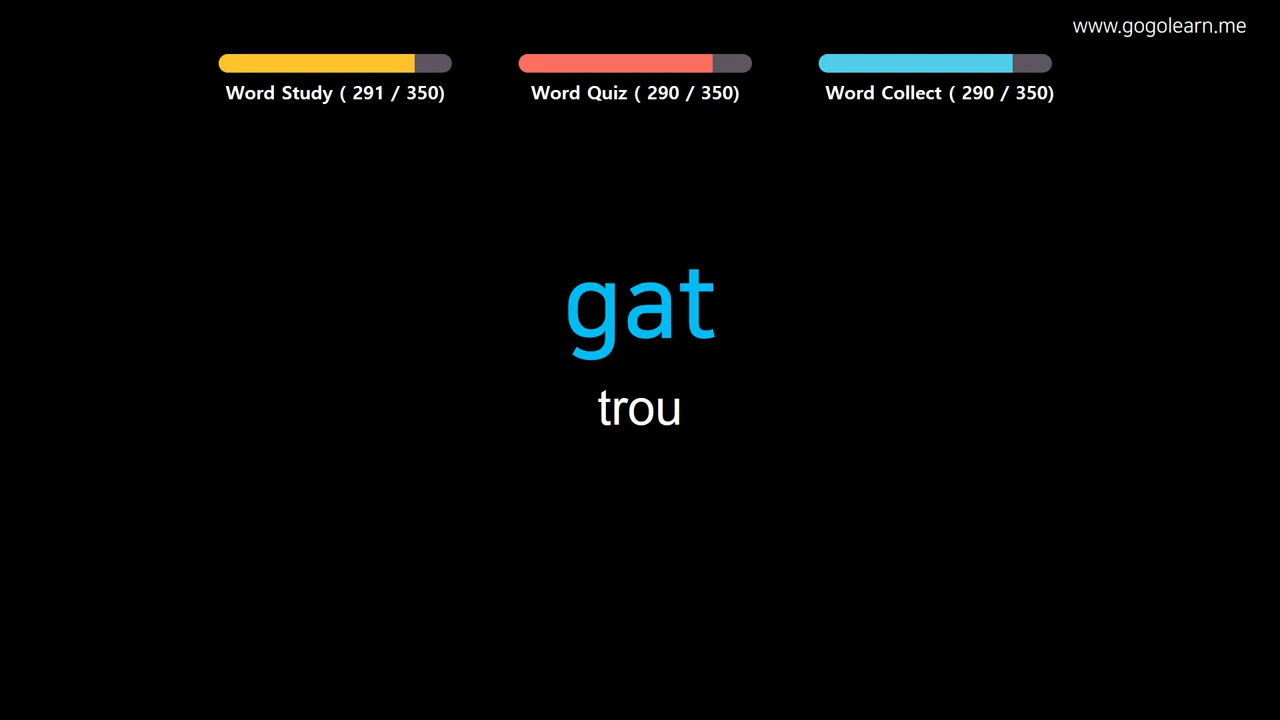 www.gogolearn.me
Word Study ( 291 / 350)
Word Quiz ( 290 / 350)
Word Collect ( 290 / 350)
gat
trou